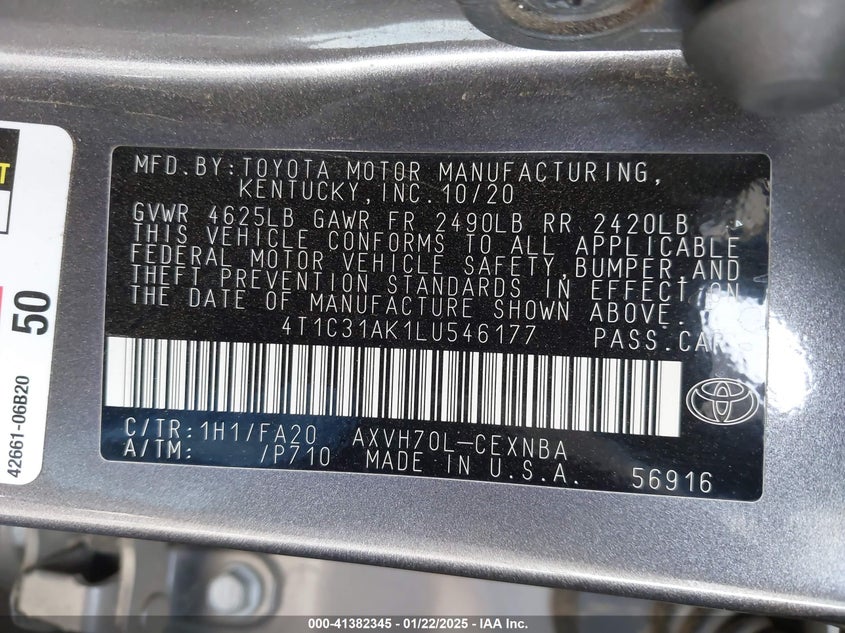 MFD.BY:TOYOTA MOTOR MANUFACTURING,
KENTUCKY,INC.10/20
GVWR 4625LB GAWR FR 2490LB RR 2420LB
THIS VEHICLE CONFORMS TO ALL APPLICABLE
FEDERAL MOTOR VEHICLE SAFETY,BUMPER,AND
THEFT PREVENTION STANDARDS IN EFFECT ON
THE DATE OF MANUFACTURE SHOWN ABOVE.
4T1C31AK1LU546177 PASS.CAR
C/TR:1H1/FA20 AXVH70L-CEXNBA
A/TM: /P710 MADE IN U.S.A. 56916
50
42661-06B20
000-41382345 - 01/22/2025 - IAA Inc.